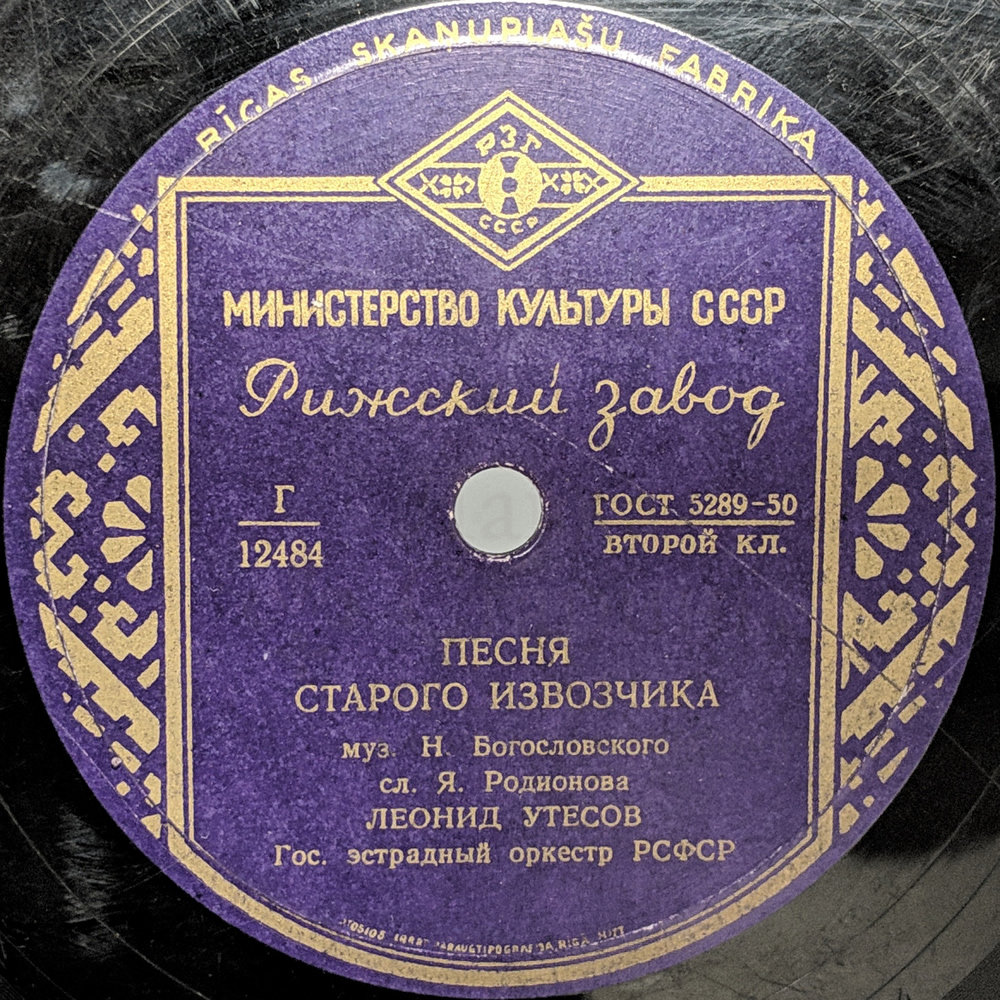 RĪGAS SKAŅUPLAŠU FABRIKA
РЗГ
СССР
МИНИСТЕРСТВО КУЛЬТУРЫ СССР
Рижский завод
Г
12484
ГОСТ 5289-50
ВТОРОЙ КЛ.
ПЕСНЯ
СТАРОГО ИЗВОЗЧИКА
муз. Н. Богословского
сл. Я. Родионова
ЛЕОНИД УТЕСОВ
Гос. эстрадный оркестр РСФСР
RIGĀ